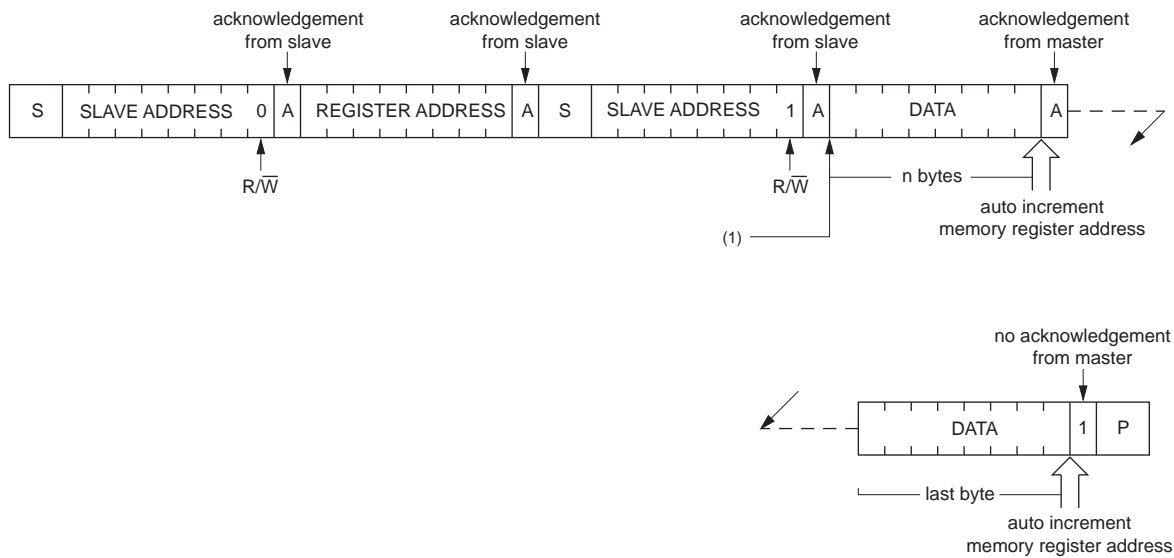 acknowledgement
from slave
acknowledgement
from slave
acknowledgement
from slave
acknowledgement
from master
S SLAVE ADDRESS 0 A REGISTER ADDRESS A S SLAVE ADDRESS 1 A DATA A
R/W̅
R/W̅
n bytes
auto increment
memory register address
(1)
no acknowledgement
from master
DATA 1 P
last byte
auto increment
memory register address